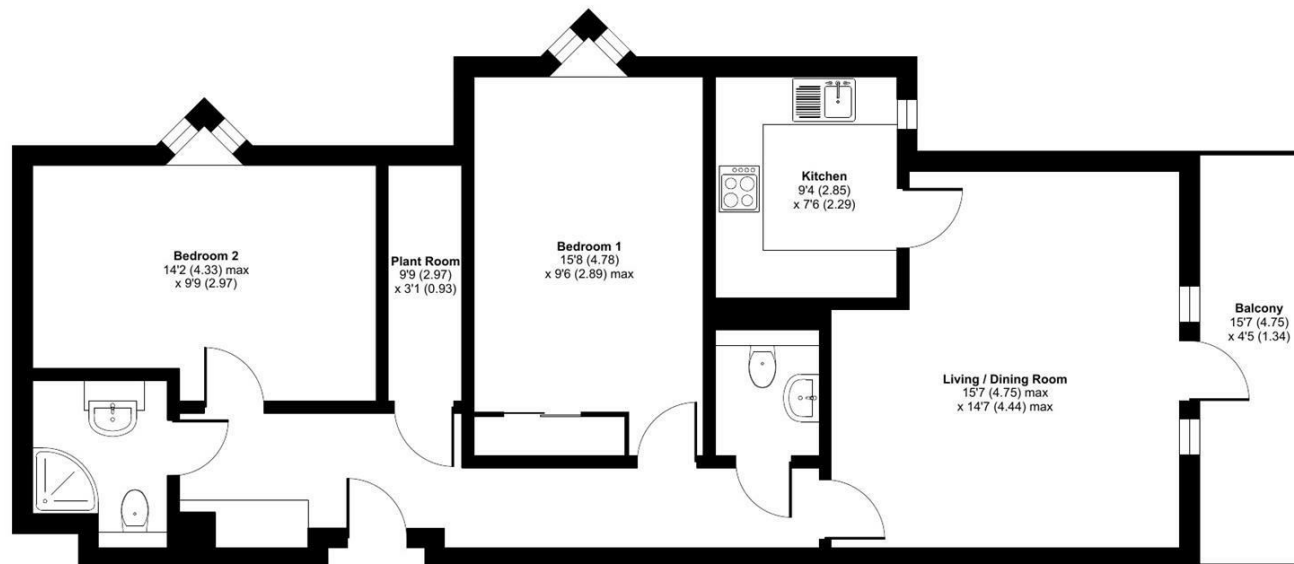 Bedroom 2
14'2 (4.33) max
x 9'9 (2.97)
Plant Room
9'9 (2.97)
x 3'1 (0.93)
Bedroom 1
15'8 (4.78)
x 9'6 (2.89) max
Kitchen
9'4 (2.85)
x 7'6 (2.29)
Living / Dining Room
15'7 (4.75) max
x 14'7 (4.44) max
Balcony
15'7 (4.75)
x 4'5 (1.34)